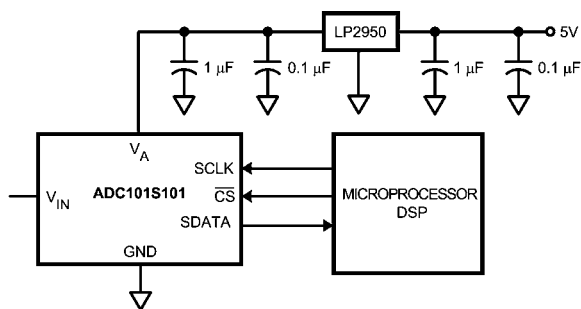 LP2950
5V
1 µF
0.1 µF
1 µF
0.1 µF
VA
SCLK
VIN
ADC101S101
CS
MICROPROCESSOR
DSP
SDATA
GND